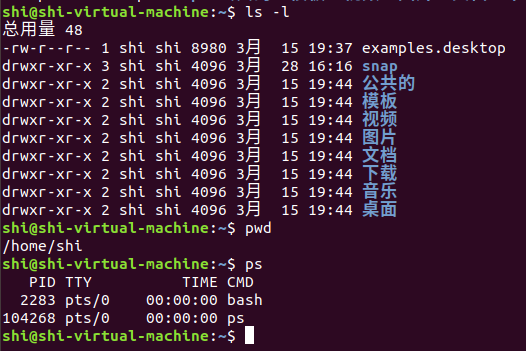 shi@shi-virtual-machine:~$ ls -l
总用量 48
-rw-r--r-- 1 shi shi 8980 3月  15 19:37 examples.desktop
drwxr-xr-x 3 shi shi 4096 3月  28 16:16 snap
drwxr-xr-x 2 shi shi 4096 3月  15 19:44 公共的
drwxr-xr-x 2 shi shi 4096 3月  15 19:44 模板
drwxr-xr-x 2 shi shi 4096 3月  15 19:44 视频
drwxr-xr-x 2 shi shi 4096 3月  15 19:44 图片
drwxr-xr-x 2 shi shi 4096 3月  15 19:44 文档
drwxr-xr-x 2 shi shi 4096 3月  15 19:44 下载
drwxr-xr-x 2 shi shi 4096 3月  15 19:44 音乐
drwxr-xr-x 2 shi shi 4096 3月  15 19:44 桌面
shi@shi-virtual-machine:~$ pwd
/home/shi
shi@shi-virtual-machine:~$ ps
   PID TTY          TIME CMD
  2283 pts/0    00:00:00 bash
104268 pts/0    00:00:00 ps
shi@shi-virtual-machine:~$